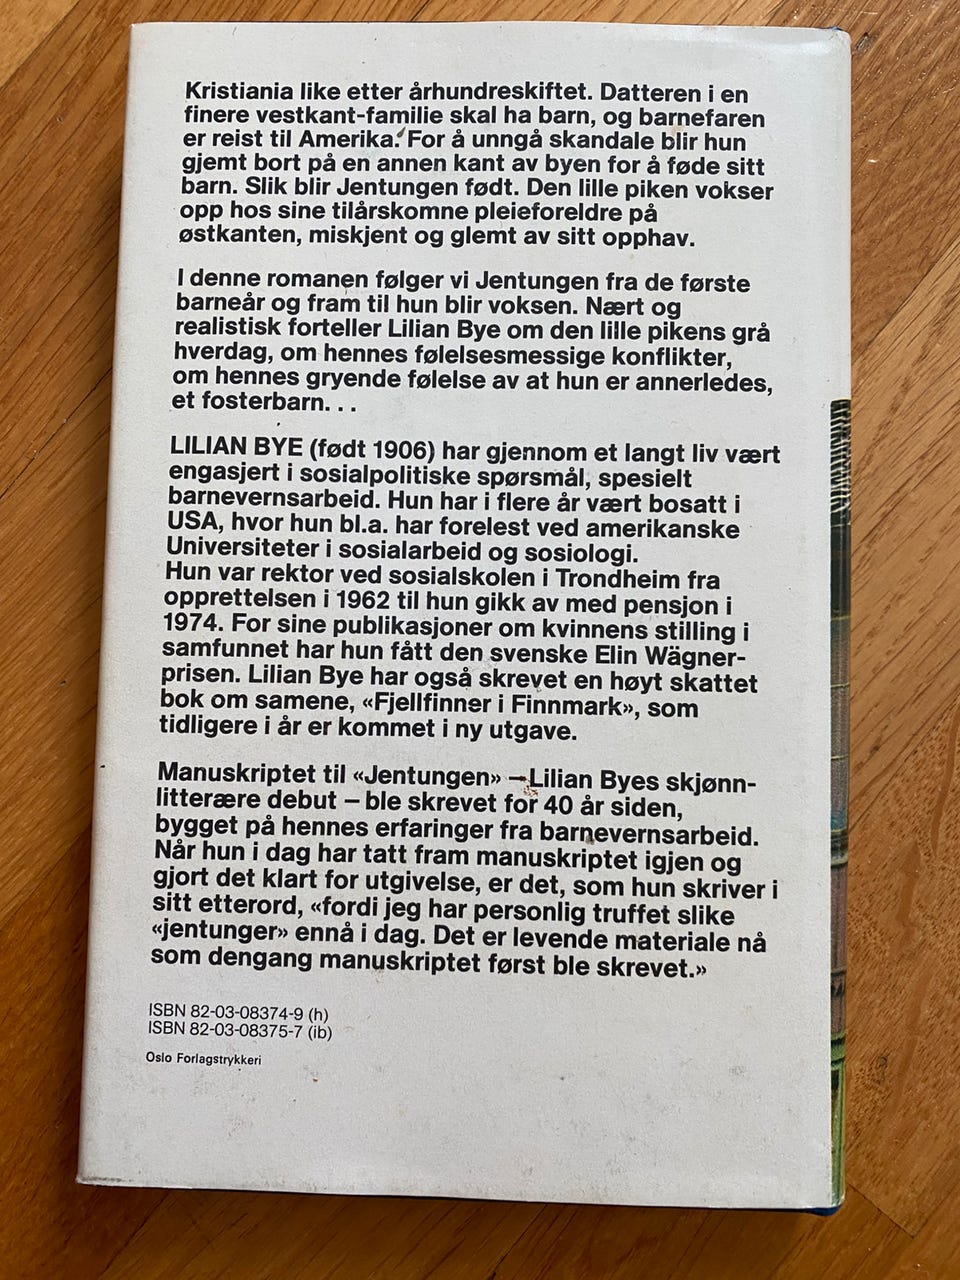 Kristiania like etter århundreskiftet. Datteren i en
finere vestkant-familie skal ha barn, og barnefaren
er reist til Amerika. For å unngå skandale blir hun
gjemt bort på en annen kant av byen for å føde sitt
barn. Slik blir Jentungen født. Den lille piken vokser
opp hos sine tilårskomne pleieforeldre på
østkanten, miskjent og glemt av sitt opphav.
I denne romanen følger vi Jentungen fra de første
barneår og fram til hun blir voksen. Nært og
realistisk forteller Lilian Bye om den lille pikens grå
hverdag, om hennes følelsesmessige konflikter,
om hennes gryende følelse av at hun er annerledes,
et fosterbarn. . .
LILIAN BYE (født 1906) har gjennom et langt liv vært
engasjert i sosialpolitiske spørsmål, spesielt
barnevernsarbeid. Hun har i flere år vært bosatt i
USA, hvor hun bl.a. har forelest ved amerikanske
Universiteter i sosialarbeid og sosiologi.
Hun var rektor ved sosialskolen i Trondheim fra
opprettelsen i 1962 til hun gikk av med pensjon i
1974. For sine publikasjoner om kvinnens stilling i
samfunnet har hun fått den svenske Elin Wägner-
prisen. Lilian Bye har også skrevet en høyt skattet
bok om samene, «Fjellfinner i Finnmark», som
tidligere i år er kommet i ny utgave.
Manuskriptet til «Jentungen» – Lilian Byes skjønn-
litterære debut – ble skrevet for 40 år siden,
bygget på hennes erfaringer fra barnevernsarbeid.
Når hun i dag har tatt fram manuskriptet igjen og
gjort det klart for utgivelse, er det, som hun skriver i
sitt etterord, «fordi jeg har personlig truffet slike
«jentunger» ennå i dag. Det er levende materiale nå
som dengang manuskriptet først ble skrevet.»
ISBN 82-03-08374-9 (h)
ISBN 82-03-08375-7 (ib)
Oslo Forlagstrykkeri